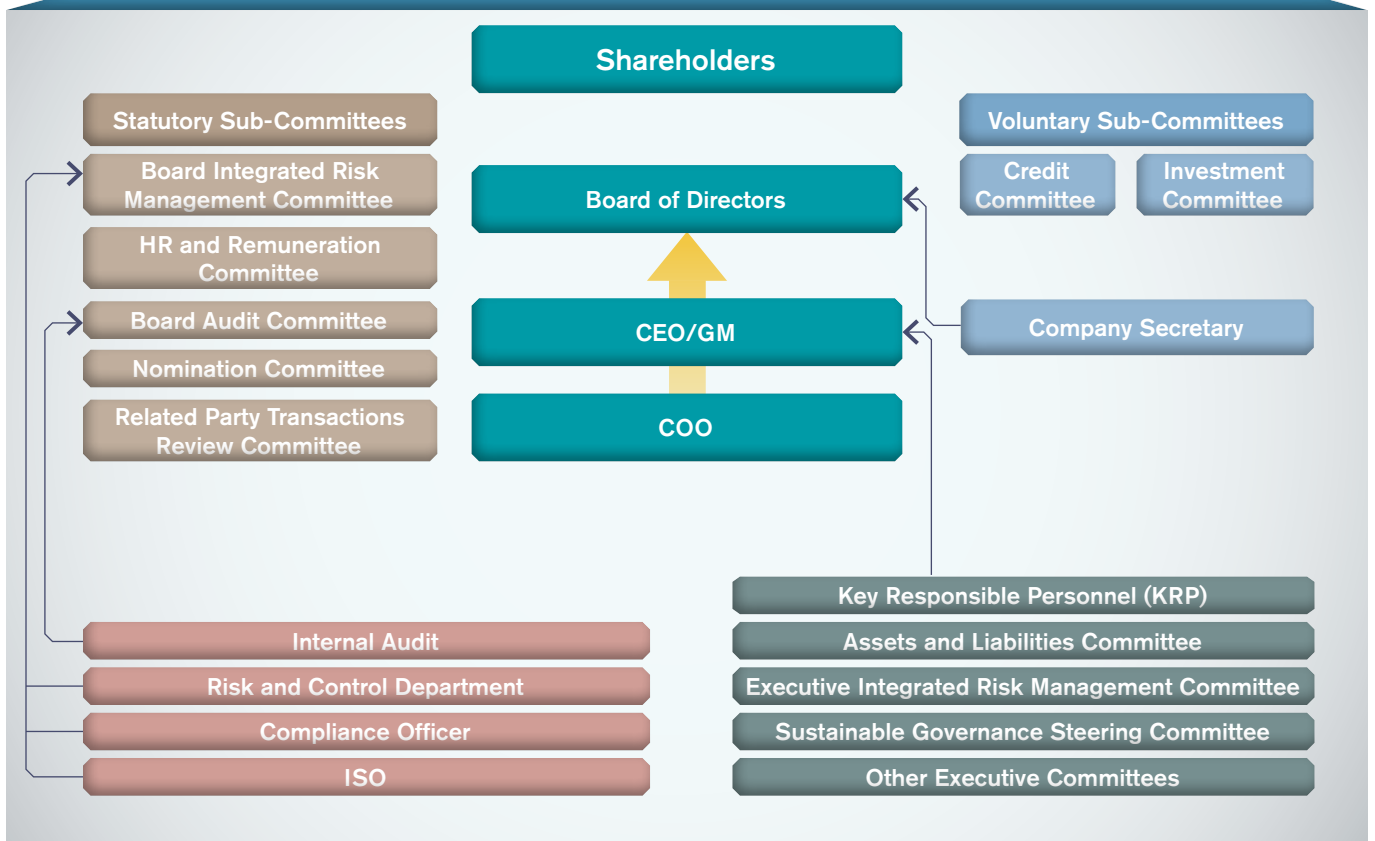 Shareholders
Statutory Sub-Committees
Board Integrated Risk
Management Committee
HR and Remuneration
Committee
Board Audit Committee
Nomination Committee
Related Party Transactions
Review Committee
Board of Directors
CEO/GM
COO
Voluntary Sub-Committees
Credit
Committee
Investment
Committee
Company Secretary
Internal Audit
Risk and Control Department
Compliance Officer
ISO
Key Responsible Personnel (KRP)
Assets and Liabilities Committee
Executive Integrated Risk Management Committee
Sustainable Governance Steering Committee
Other Executive Committees